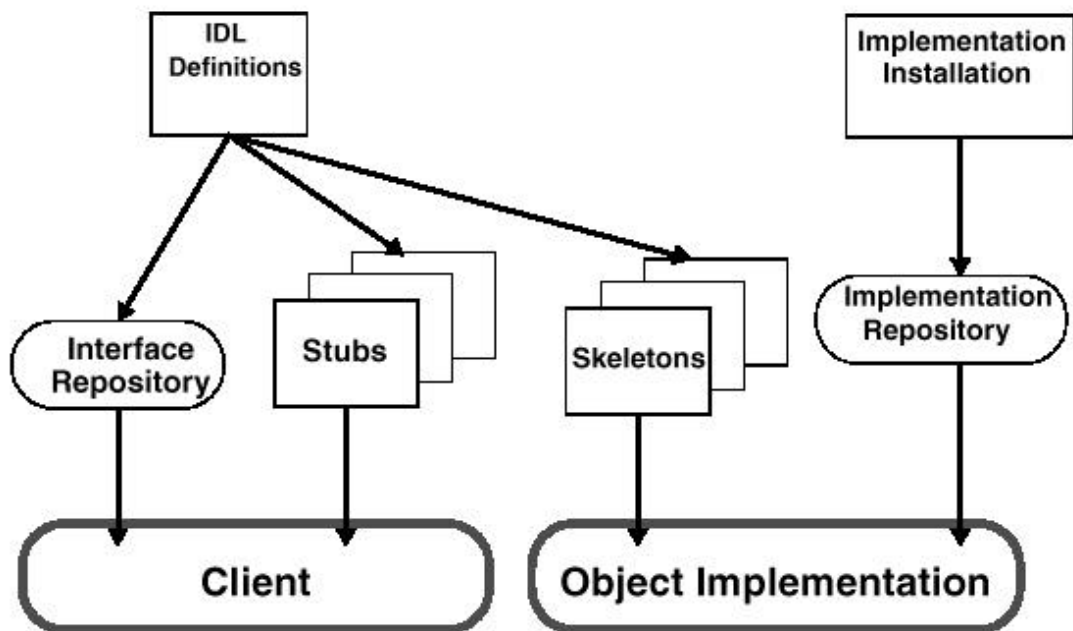 IDL
Definitions
Implementation
Installation
Interface
Repository
Stubs
Skeletons
Implementation
Repository
Client
Object Implementation